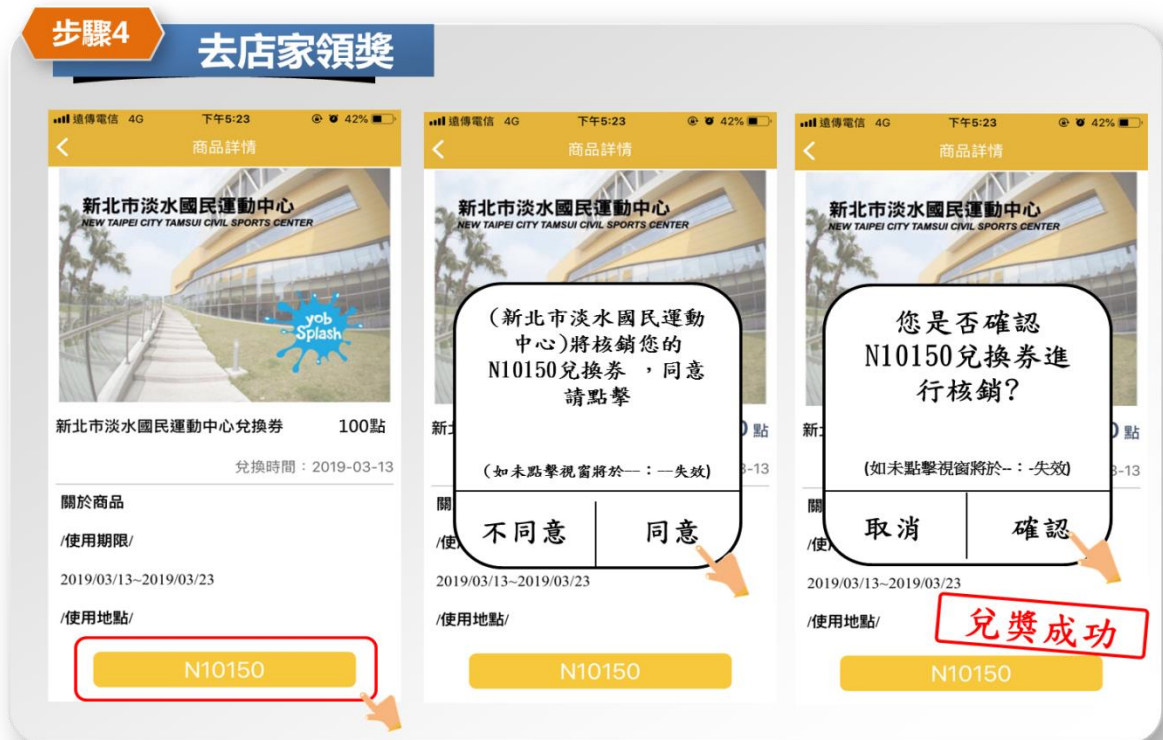 步驟4
去店家領獎
遠傳電信 4G 下午5:23 42%
商品詳情
新北市淡水國民運動中心
NEW TAIPEI CITY TAMSUI CIVIL SPORTS CENTER
yob
Splash
新北市淡水國民運動中心兌換券 100點
兌換時間:2019-03-13
關於商品
/使用期限/
2019/03/13~2019/03/23
/使用地點/
N10150
遠傳電信 4G 下午5:23 42%
商品詳情
新北市淡水國民運動中心
NEW TAIPEI CITY TAMSUI CIVIL SPORTS CENTER
(新北市淡水國民運動
中心)將核銷您的
N10150兌換券 ,同意
請點擊
新 點
(如未點擊視窗將於--:--失效)
-13
關
不同意 同意
/使
2019/03/13~2019/03/23
/使用地點/
N10150
遠傳電信 4G 下午5:23 42%
商品詳情
新北市淡水國民運動中心
NEW TAIPEI CITY TAMSUI CIVIL SPORTS CENTER
您是否確認
N10150兌換券進
行核銷?
新 點
(如未點擊視窗將於-:-失效)
3-13
關
取消 確認
/使
2019/03/13~2019/03/23
/使用地點/
兌獎成功
N10150